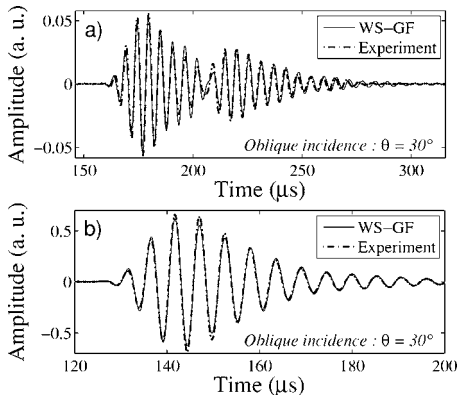 a)
WS-GF
Experiment
Amplitude (a. u.)
0.05
0
-0.05
Oblique incidence : θ = 30°
150
200
250
300
Time (μs)
b)
WS-GF
Experiment
Amplitude (a. u.)
0.5
0
-0.5
Oblique incidence : θ = 30°
120
140
160
180
200
Time (μs)